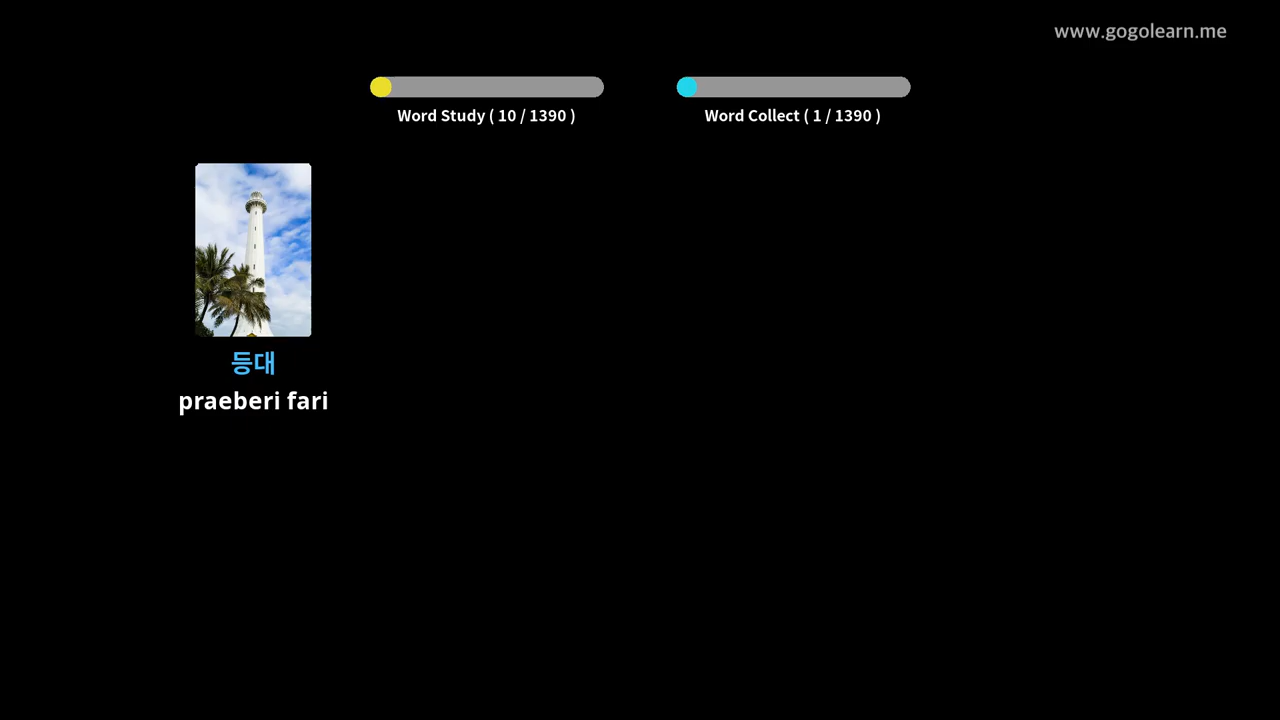 www.gogolearn.me
Word Study ( 10 / 1390 )
Word Collect ( 1 / 1390 )
등대
praeberi fari